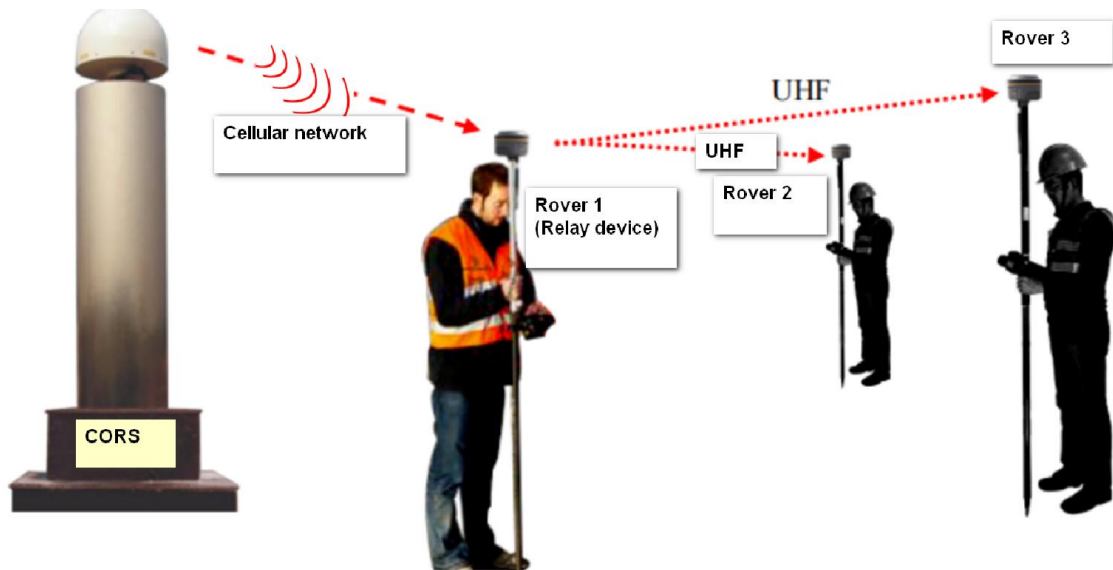 Rover 3
UHF
Cellular network
UHF
Rover 2
Rover 1
(Relay device)
CORS